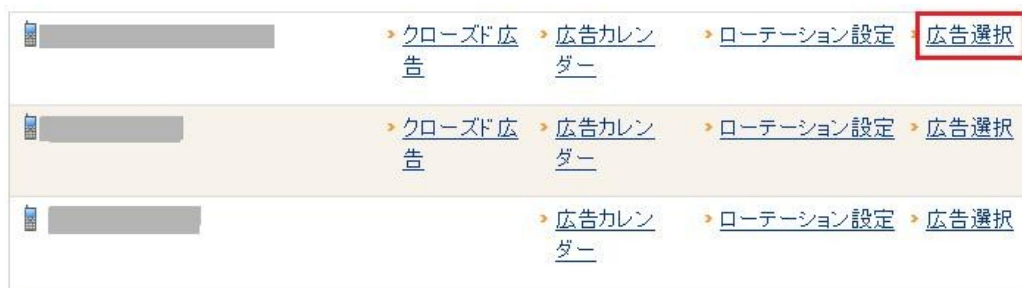 クローズド広 広告カレン ローテーション設定 広告選択
告 ダー
クローズド広 広告カレン ローテーション設定 広告選択
告 ダー
広告カレン ローテーション設定 広告選択
ダー